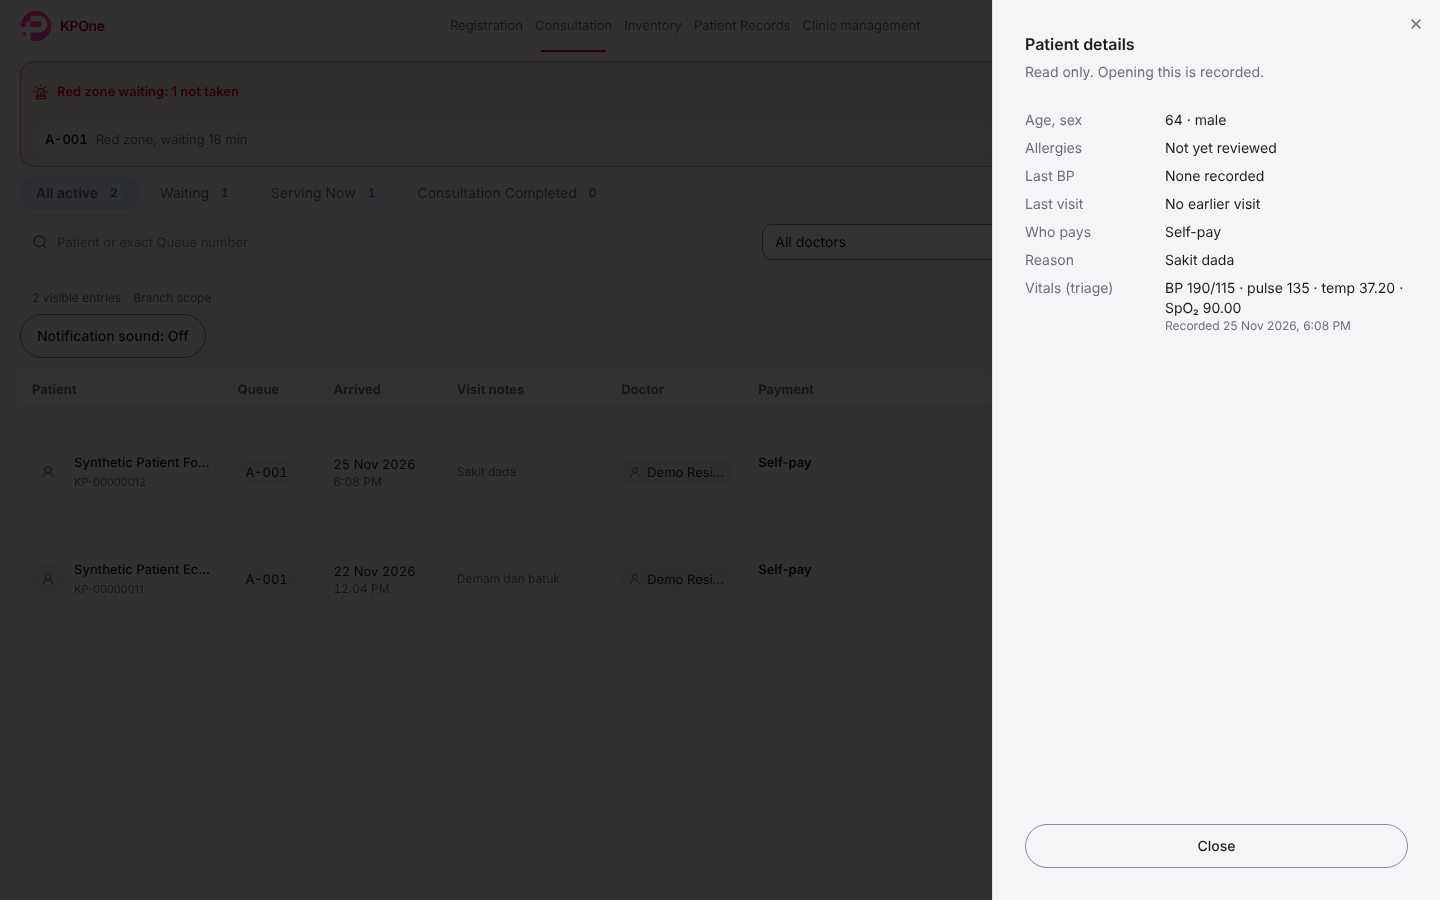 KPOne
Registration Consultation Inventory Patient Records Clinic management
Red zone waiting: 1 not taken
A-001 Red zone, waiting 18 min
All active 2 Waiting 1 Serving Now 1 Consultation Completed 0
Patient or exact Queue number
All doctors
2 visible entries Branch scope
Notification sound: Off
Patient Queue Arrived Visit notes Doctor Payment
Synthetic Patient Fo...
KP-00000012
A-001
25 Nov 2026
6:08 PM
Sakit dada
Demo Resi...
Self-pay
Synthetic Patient Ec...
KP-00000011
A-001
22 Nov 2026
12:04 PM
Demam dan batuk
Demo Resi...
Self-pay
Patient details
Read only. Opening this is recorded.
Age, sex 64 · male
Allergies Not yet reviewed
Last BP None recorded
Last visit No earlier visit
Who pays Self-pay
Reason Sakit dada
Vitals (triage) BP 190/115 · pulse 135 · temp 37.20 ·
SpO₂ 90.00
Recorded 25 Nov 2026, 6:08 PM
Close